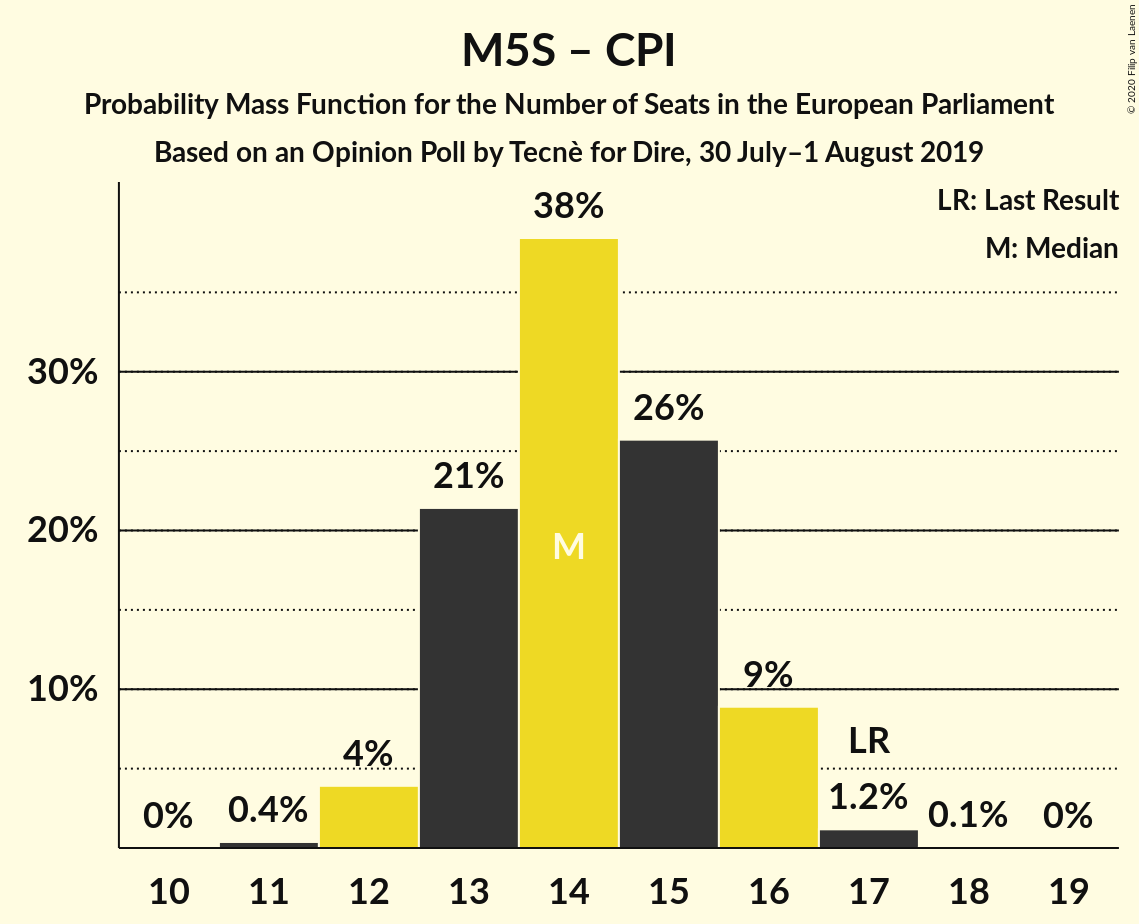 M5S – CPI
Probability Mass Function for the Number of Seats in the European Parliament
Based on an Opinion Poll by Tecnè for Dire, 30 July–1 August 2019
© 2020 Filip van Laenen
LR: Last Result
M: Median
38%
30%
26%
21%
20%
M
10%
9%
LR
4%
1.2%
0.4%
0.1%
0%
0%
10 11 12 13 14 15 16 17 18 19